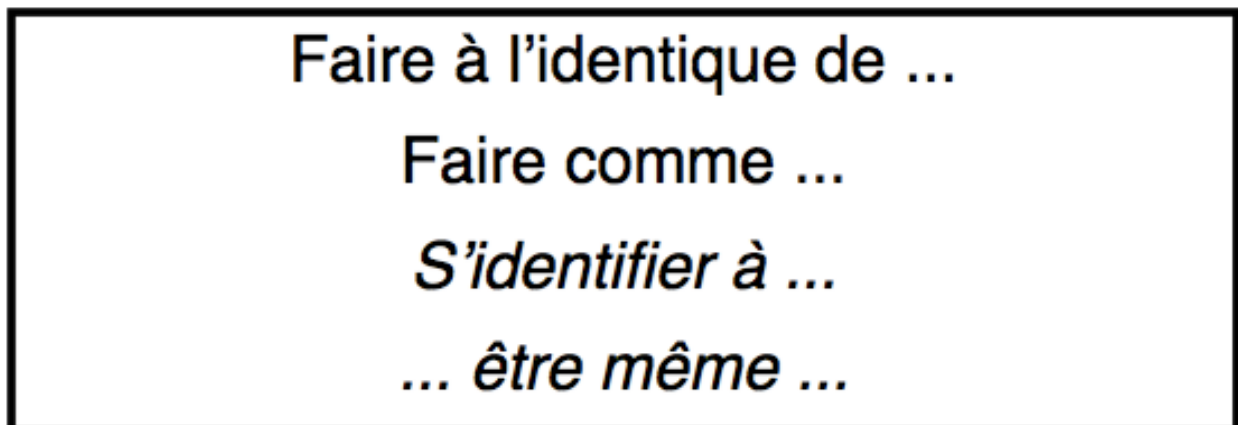 Faire à l’identique de ...
Faire comme ...
S’identifier à ...
... être même ...